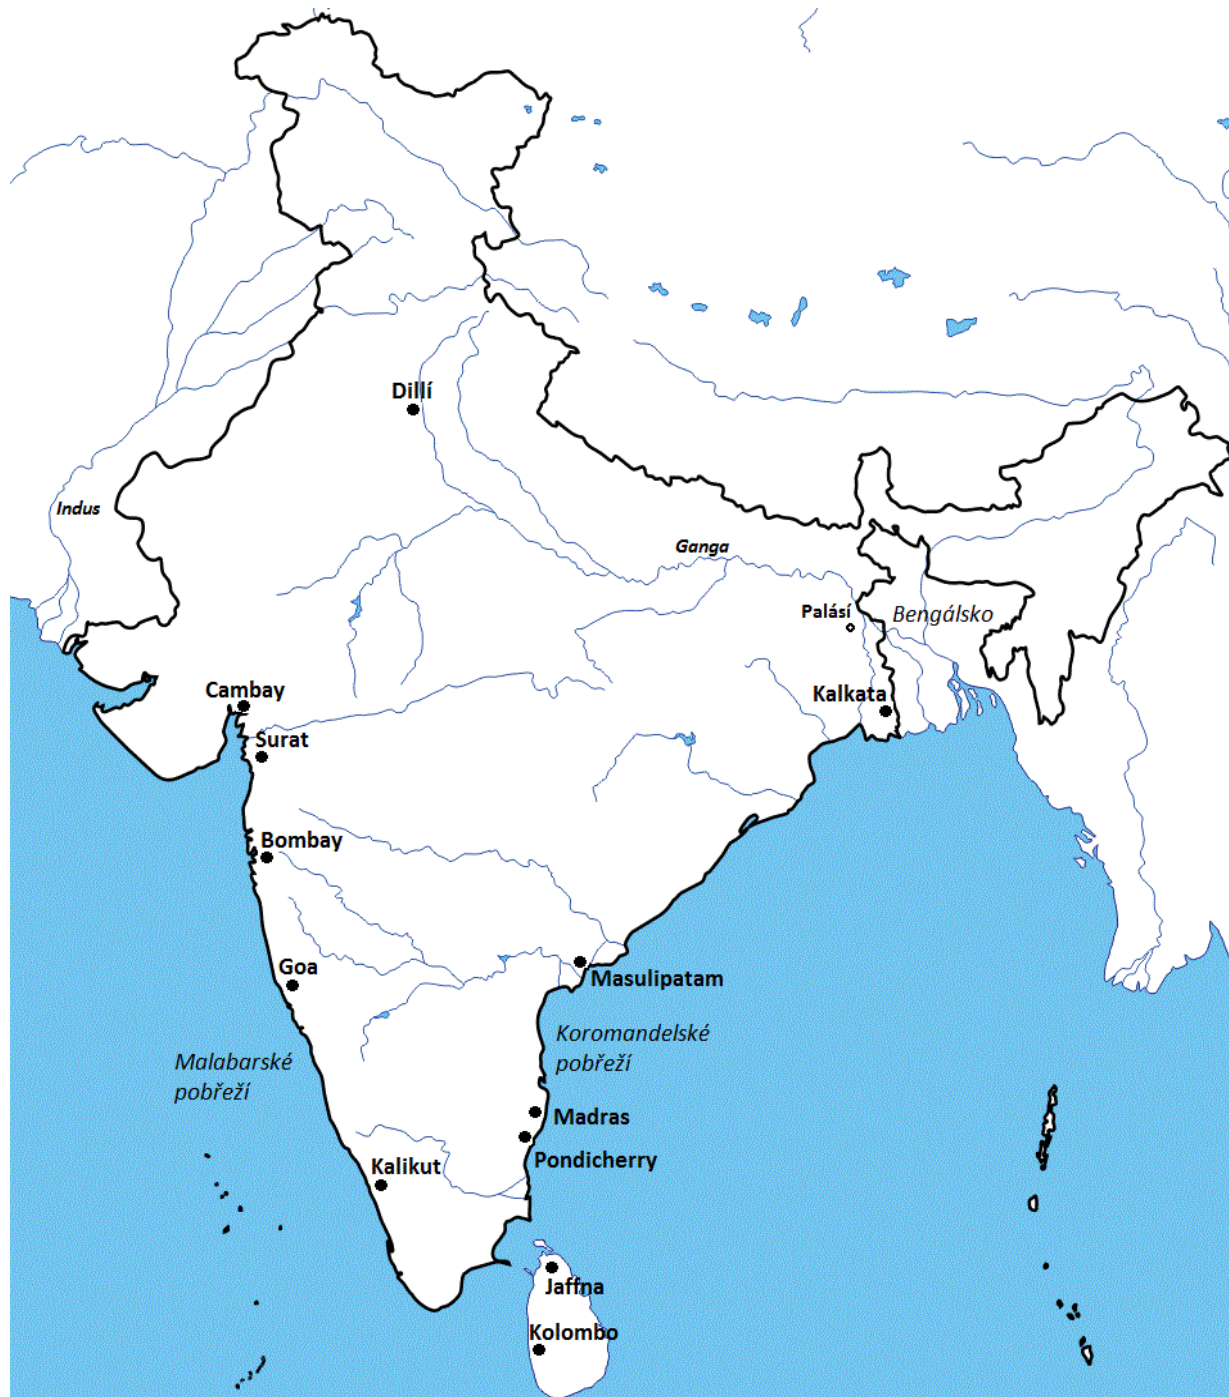 Dillí
Indus
Ganga
Palásí
Bengálsko
Cambay
Kalkata
Surat
Bombay
Goa
Masulipatam
Koromandelské
pobřeží
Malabarské
pobřeží
Madras
Pondicherry
Kalikut
Jaffna
Kolombo